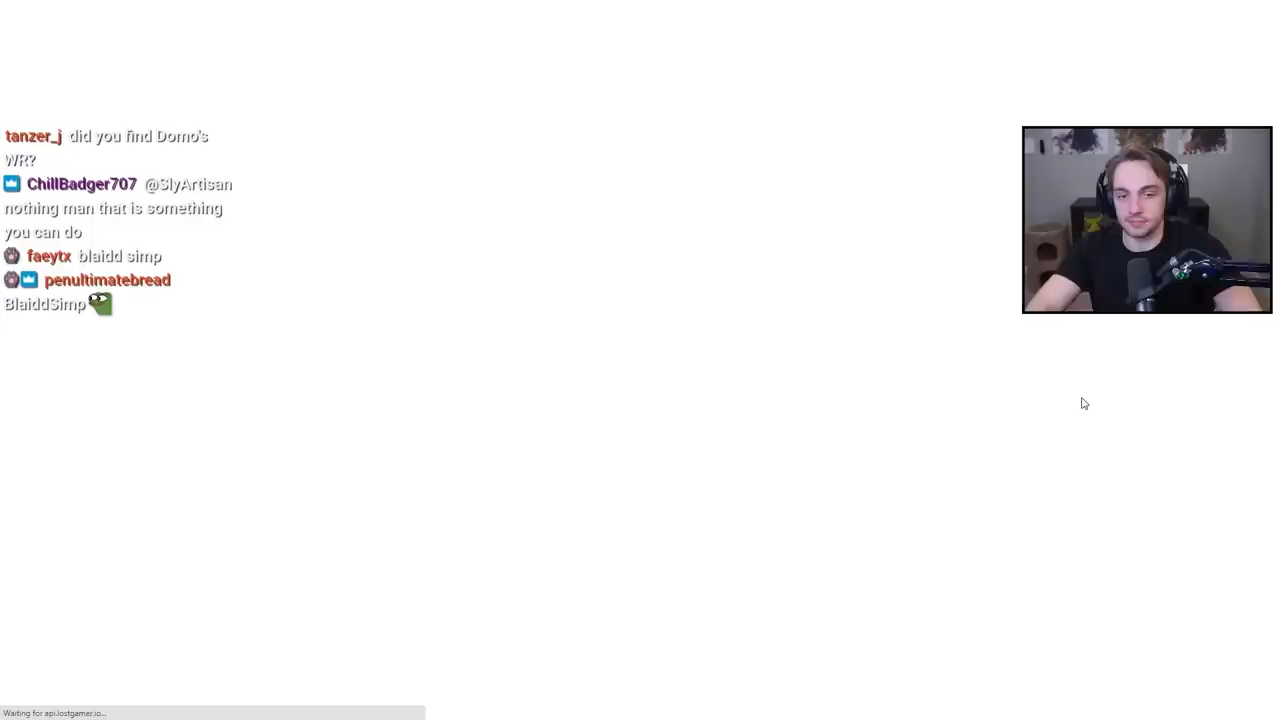 tanzer_j did you find Domo's
WR?
ChillBadger707 @SlyArtisan
nothing man that is something
you can do
faeytx blaidd simp
penultimatebread
BlaiddSimp
Waiting for api.lostgamer.io...